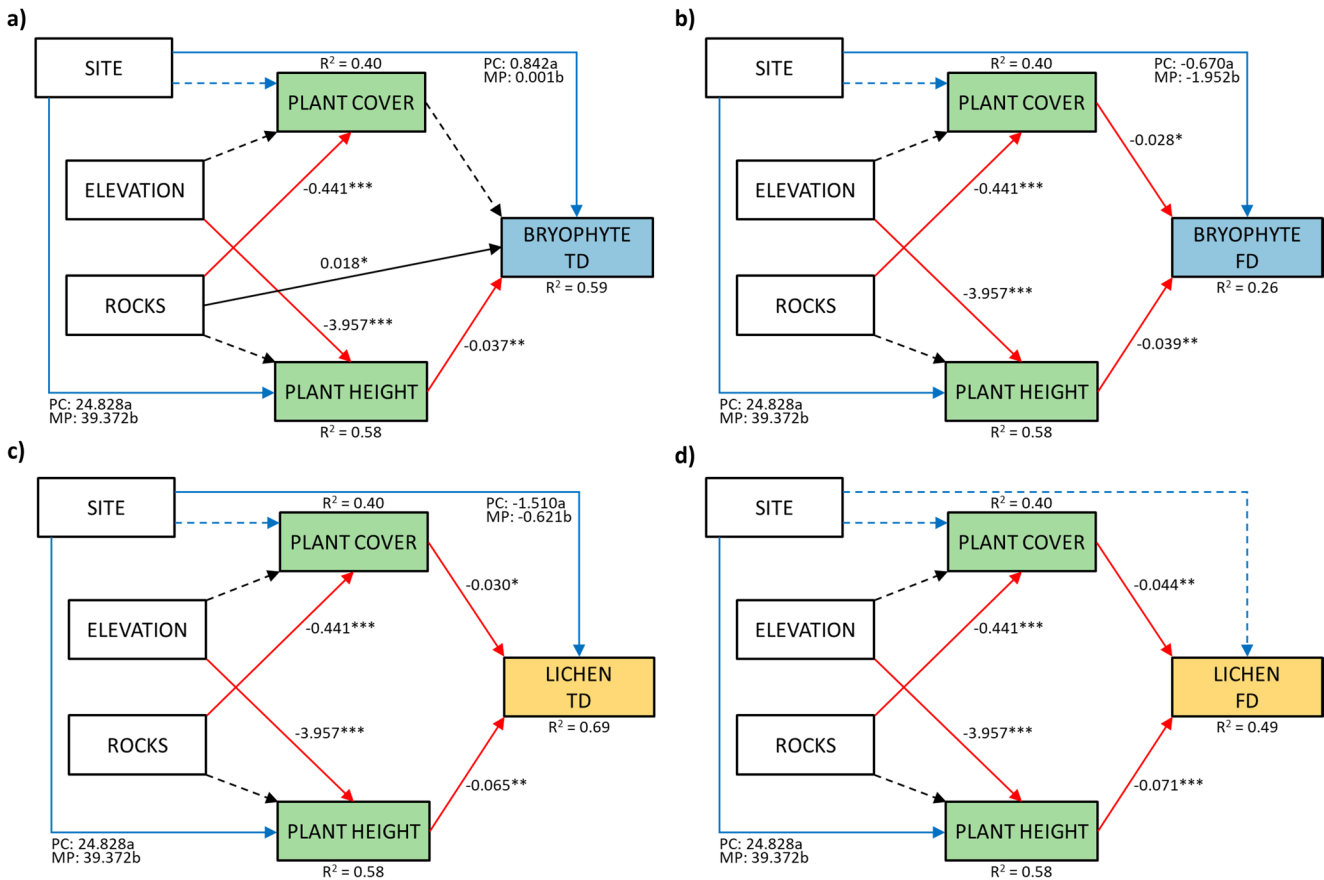 a)
SITE
PC: 0.842a
MP: 0.001b
R² = 0.40
PLANT COVER
ELEVATION
-0.441***
BRYOPHYTE
TD
R² = 0.59
0.018*
ROCKS
-3.957***
-0.037**
PLANT HEIGHT
PC: 24.828a
MP: 39.372b
R² = 0.58
b)
SITE
PC: -0.670a
MP: -1.952b
R² = 0.40
PLANT COVER
-0.028*
ELEVATION
-0.441***
BRYOPHYTE
FD
R² = 0.26
ROCKS
-3.957***
-0.039**
PLANT HEIGHT
PC: 24.828a
MP: 39.372b
R² = 0.58
c)
SITE
PC: -1.510a
MP: -0.621b
R² = 0.40
PLANT COVER
-0.030*
ELEVATION
-0.441***
LICHEN
TD
R² = 0.69
ROCKS
-3.957***
-0.065**
PLANT HEIGHT
PC: 24.828a
MP: 39.372b
R² = 0.58
d)
SITE
R² = 0.40
PLANT COVER
-0.044**
ELEVATION
-0.441***
LICHEN
FD
R² = 0.49
ROCKS
-3.957***
-0.071***
PLANT HEIGHT
PC: 24.828a
MP: 39.372b
R² = 0.58